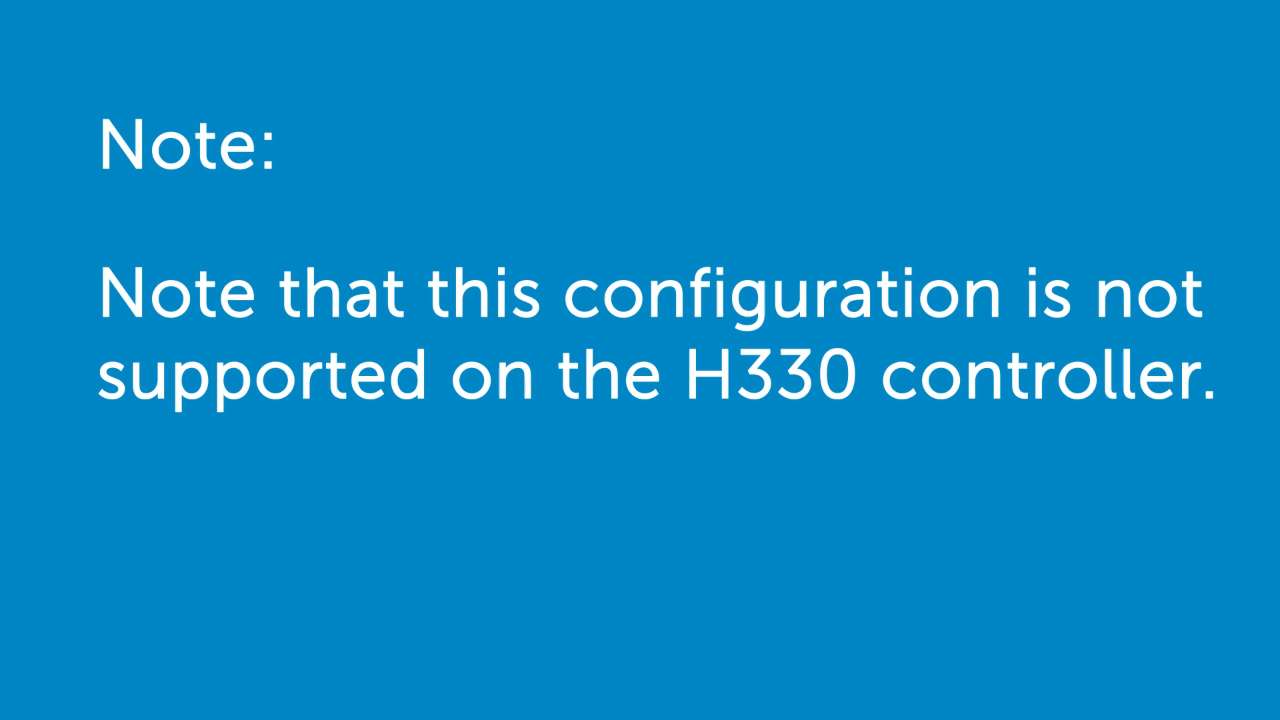 Note:
Note that this configuration is not
supported on the H330 controller.